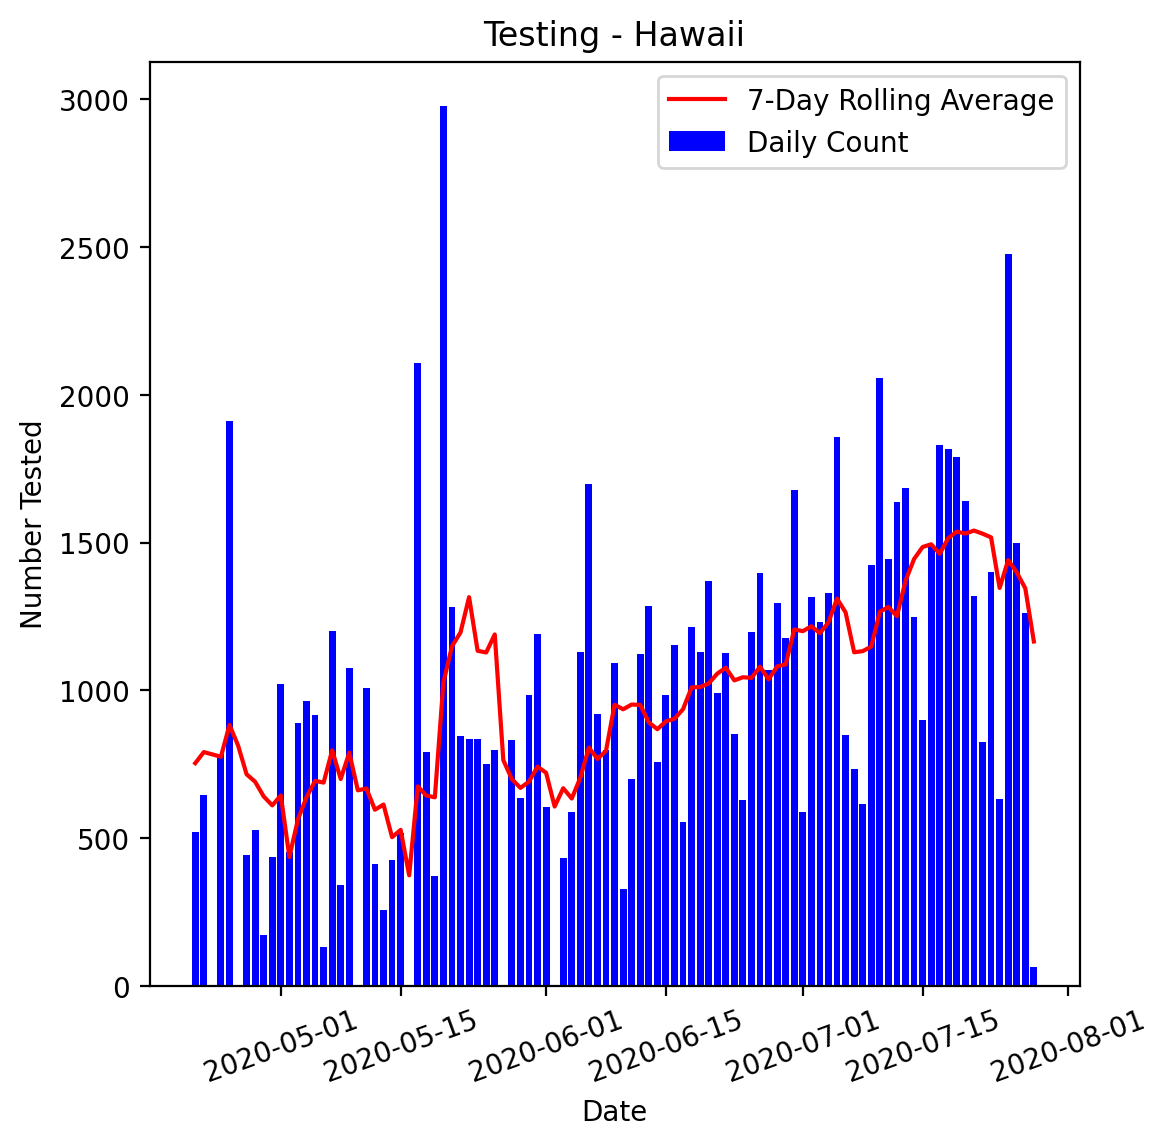 Testing - Hawaii
7-Day Rolling Average
Daily Count
3000
2500
2000
1500
1000
500
0
Number Tested
2020-05-01
2020-05-15
2020-06-01
2020-06-15
2020-07-01
2020-07-15
2020-08-01
Date